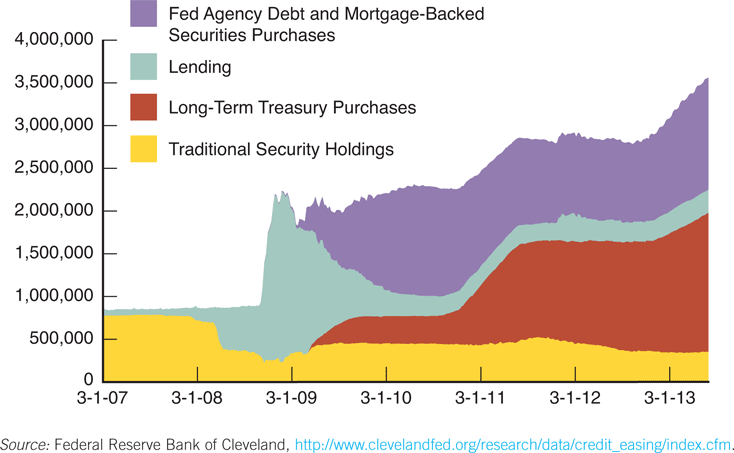 Fed Agency Debt and Mortgage-Backed
Securities Purchases
Lending
Long-Term Treasury Purchases
Traditional Security Holdings
4,000,000
3,500,000
3,000,000
2,500,000
2,000,000
1,500,000
1,000,000
500,000
0
3-1-07 3-1-08 3-1-09 3-1-10 3-1-11 3-1-12 3-1-13
Source: Federal Reserve Bank of Cleveland, http://www.clevelandfed.org/research/data/credit_easing/index.cfm.